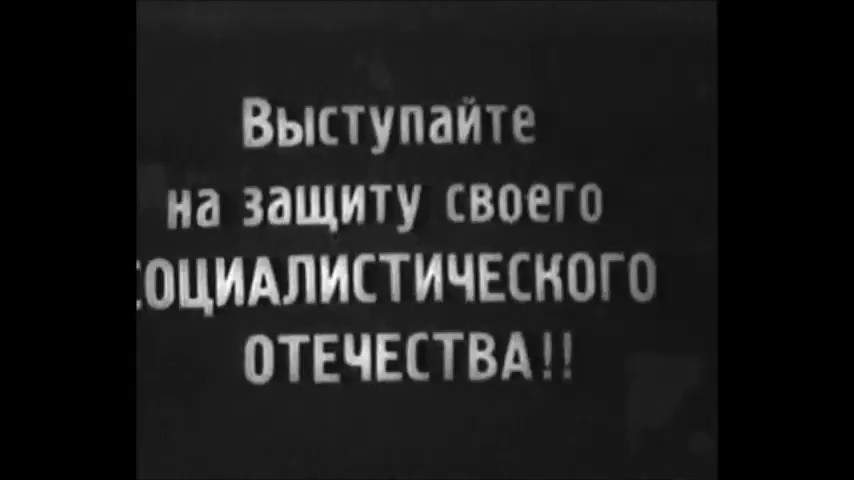 Выступайте
на защиту своего
СОЦИАЛИСТИЧЕСКОГО
ОТЕЧЕСТВА!!